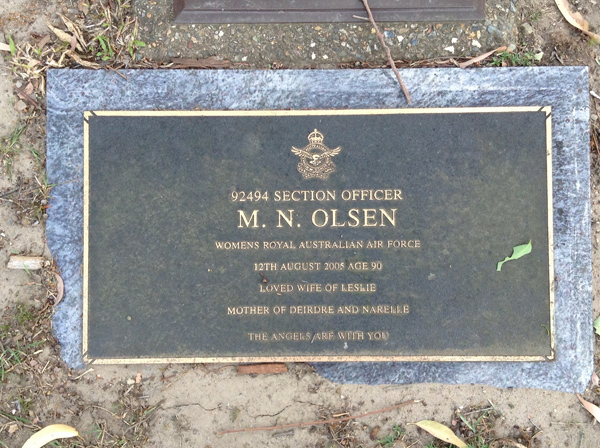 92494 SECTION OFFICER
M. N. OLSEN
WOMENS ROYAL AUSTRALIAN AIR FORCE
12TH AUGUST 2005 AGE 90
LOVED WIFE OF LESLIE
MOTHER OF DEIRDRE AND NARELLE
THE ANGELS ARE WITH YOU